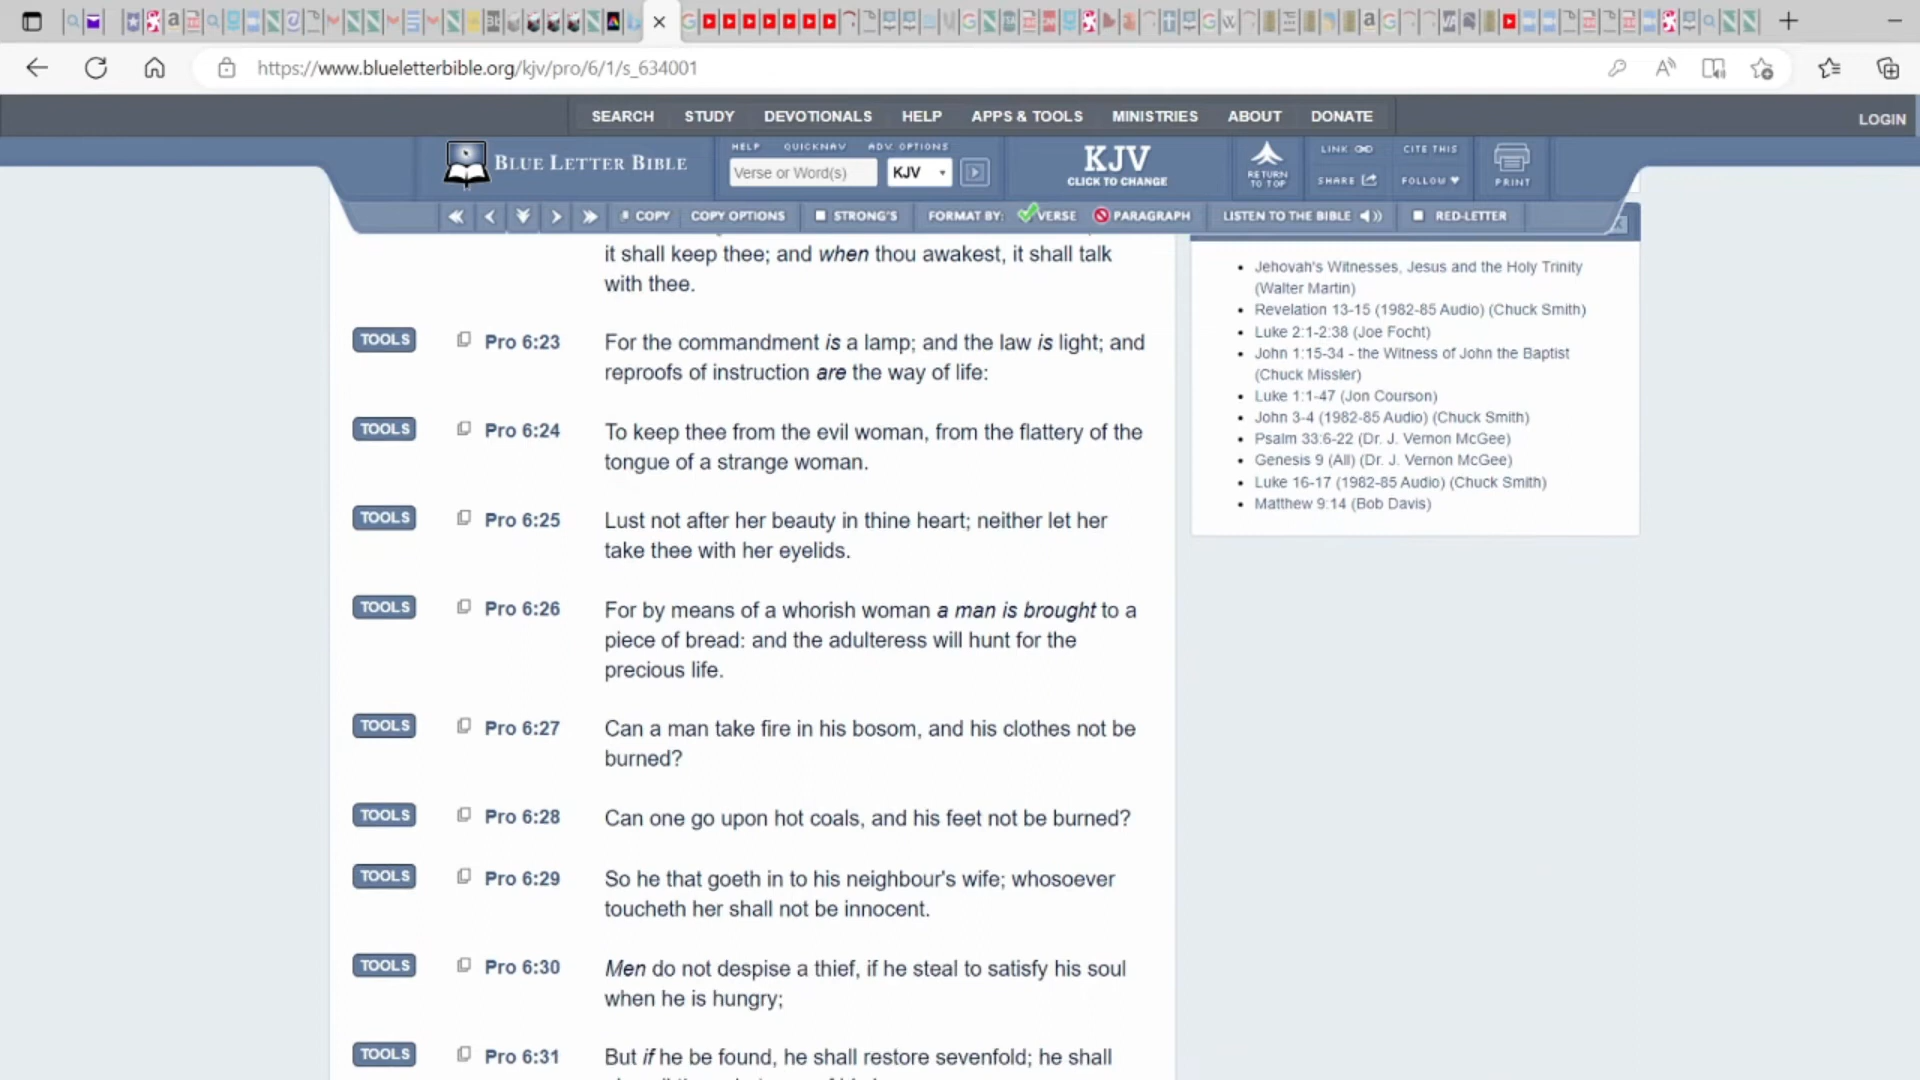 https://www.blueletterbible.org/kjv/pro/6/1/s_634001
SEARCH STUDY DEVOTIONALS HELP APPS & TOOLS MINISTRIES ABOUT DONATE
LOGIN
BLUE LETTER BIBLE
HELP QUICKNAV ADV. OPTIONS
Verse or Word(s)
KJV
KJV
CLICK TO CHANGE
RETURN
TO TOP
LINK
CITE THIS
SHARE
FOLLOW
PRINT
COPY COPY OPTIONS STRONG'S FORMAT BY: VERSE PARAGRAPH LISTEN TO THE BIBLE RED-LETTER
it shall keep thee; and when thou awakest, it shall talk
with thee.
TOOLS Pro 6:23 For the commandment is a lamp; and the law is light; and
reproofs of instruction are the way of life:
TOOLS Pro 6:24 To keep thee from the evil woman, from the flattery of the
tongue of a strange woman.
TOOLS Pro 6:25 Lust not after her beauty in thine heart; neither let her
take thee with her eyelids.
TOOLS Pro 6:26 For by means of a whorish woman a man is brought to a
piece of bread: and the adulteress will hunt for the
precious life.
TOOLS Pro 6:27 Can a man take fire in his bosom, and his clothes not be
burned?
TOOLS Pro 6:28 Can one go upon hot coals, and his feet not be burned?
TOOLS Pro 6:29 So he that goeth in to his neighbour's wife; whosoever
toucheth her shall not be innocent.
TOOLS Pro 6:30 Men do not despise a thief, if he steal to satisfy his soul
when he is hungry;
TOOLS Pro 6:31 But if he be found, he shall restore sevenfold; he shall
Jehovah's Witnesses, Jesus and the Holy Trinity
(Walter Martin)
Revelation 13-15 (1982-85 Audio) (Chuck Smith)
Luke 2:1-2:38 (Joe Focht)
John 1:15-34 - the Witness of John the Baptist
(Chuck Missler)
Luke 1:1-47 (Jon Courson)
John 3-4 (1982-85 Audio) (Chuck Smith)
Psalm 33:6-22 (Dr. J. Vernon McGee)
Genesis 9 (All) (Dr. J. Vernon McGee)
Luke 16-17 (1982-85 Audio) (Chuck Smith)
Matthew 9:14 (Bob Davis)